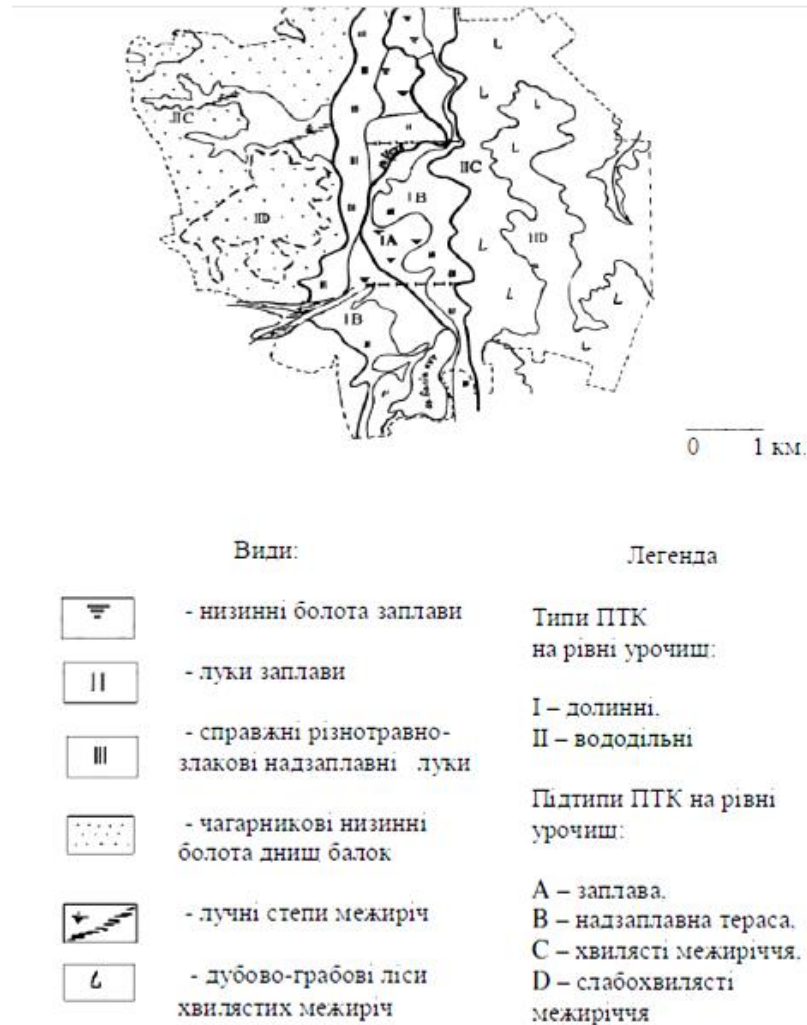 IIC
IIC
I B
IID
IID
IA
I B
0 1 км.
Види:
- низинні болота заплави
- луки заплави
- справжні різнотравно-
злакові надзаплавні луки
- чагарникові низинні
болота днищ балок
- лучні степи межиріч
- дубово-грабові ліси
хвилястих межиріч
Легенда
Типи ПТК
на рівні урочищ:
I – долинні,
II – вододільні
Підтипи ПТК на рівні
урочищ:
A – заплава,
B – надзаплавна тераса,
C – хвилясті межиріччя,
D – слабохвилясті
межиріччя